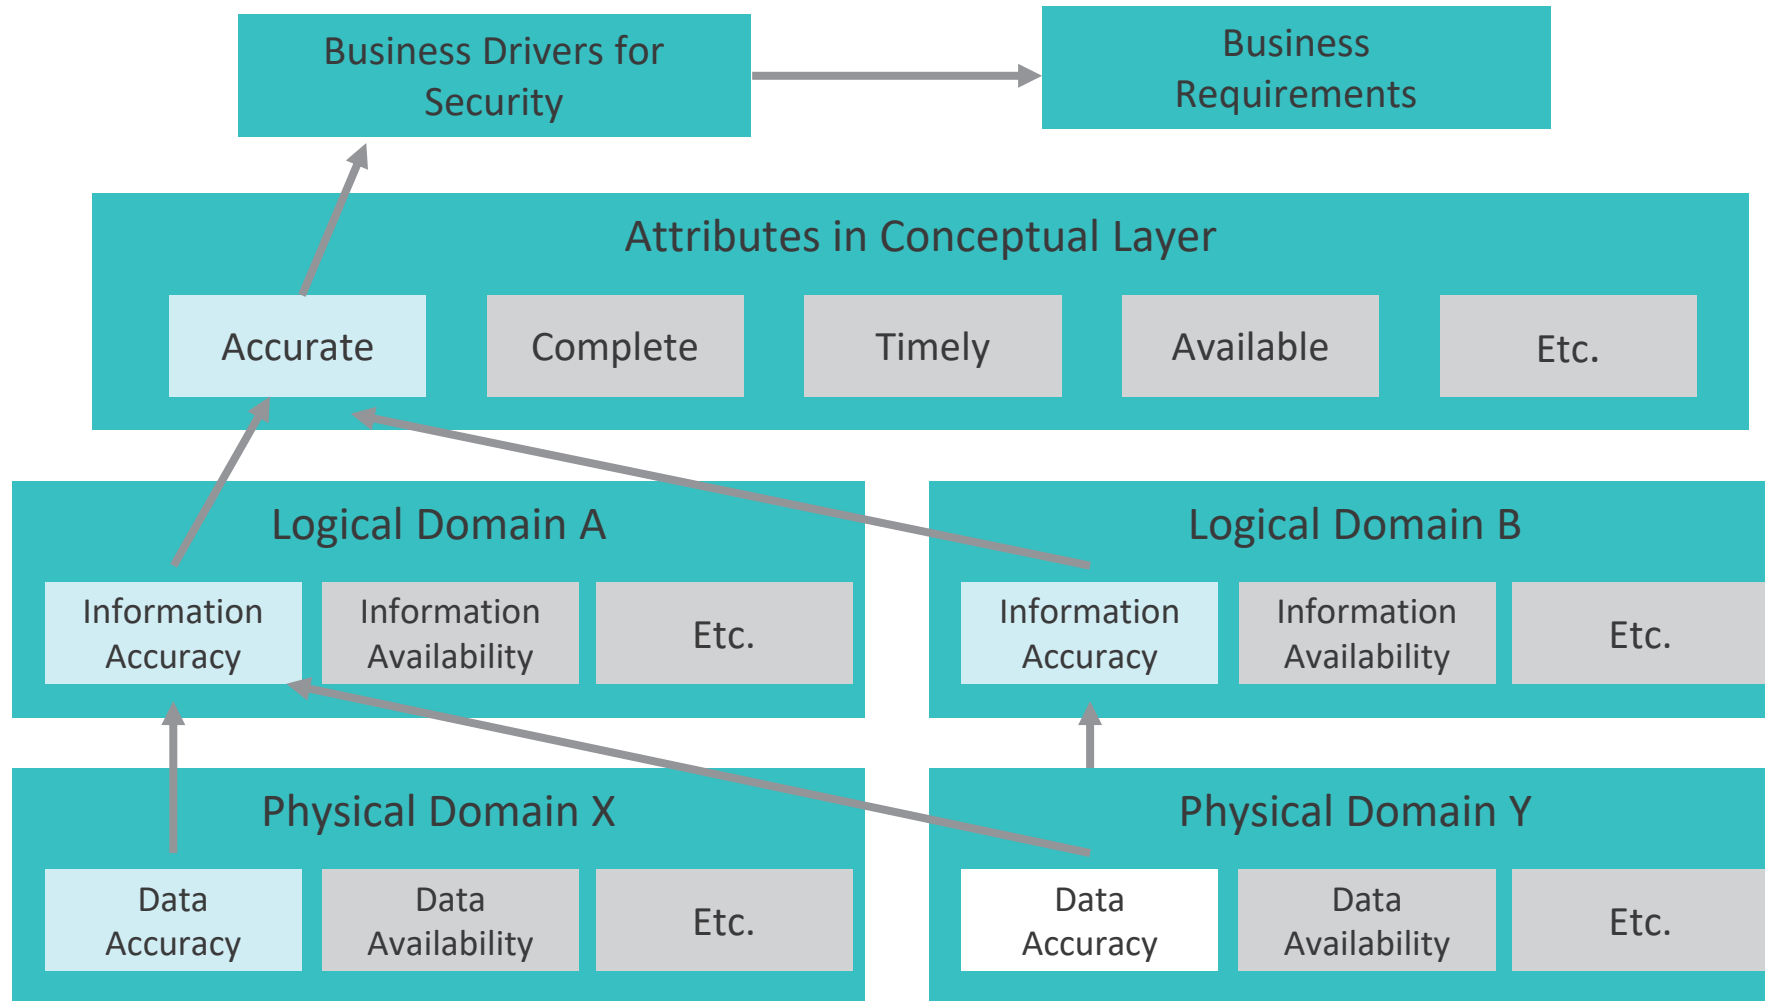 Business Drivers for
Security
Business
Requirements
Attributes in Conceptual Layer
Accurate
Complete
Timely
Available
Etc.
Logical Domain A
Information
Accuracy
Information
Availability
Etc.
Logical Domain B
Information
Accuracy
Information
Availability
Etc.
Physical Domain X
Data
Accuracy
Data
Availability
Etc.
Physical Domain Y
Data
Accuracy
Data
Availability
Etc.